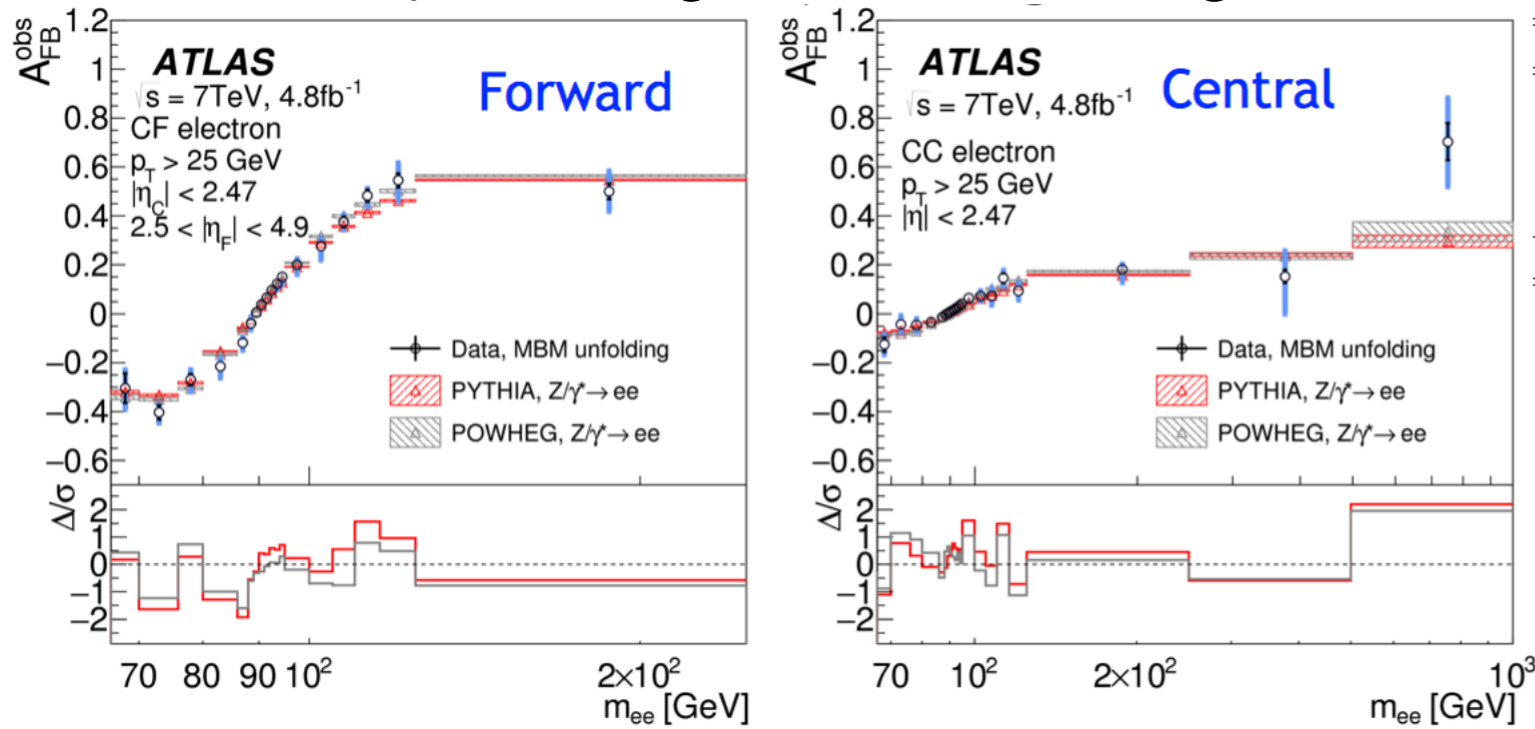 A_FB^obs
1.2
1
0.8
0.6
0.4
0.2
0
−0.2
−0.4
−0.6
ATLAS
√s = 7TeV, 4.8fb⁻¹
CF electron
p_T > 25 GeV
|η_C| < 2.47
2.5 < |η_F| < 4.9
Forward
Data, MBM unfolding
PYTHIA, Z/γ*→ ee
POWHEG, Z/γ*→ ee
Δ/σ
2
1
0
−1
−2
70 80 90 10² 2×10²
m_ee [GeV]
A_FB^obs
1.2
1
0.8
0.6
0.4
0.2
0
−0.2
−0.4
−0.6
ATLAS
√s = 7TeV, 4.8fb⁻¹
CC electron
p_T > 25 GeV
|η| < 2.47
Central
Data, MBM unfolding
PYTHIA, Z/γ*→ ee
POWHEG, Z/γ*→ ee
Δ/σ
2
1
0
−1
−2
70 10² 2×10² 10³
m_ee [GeV]